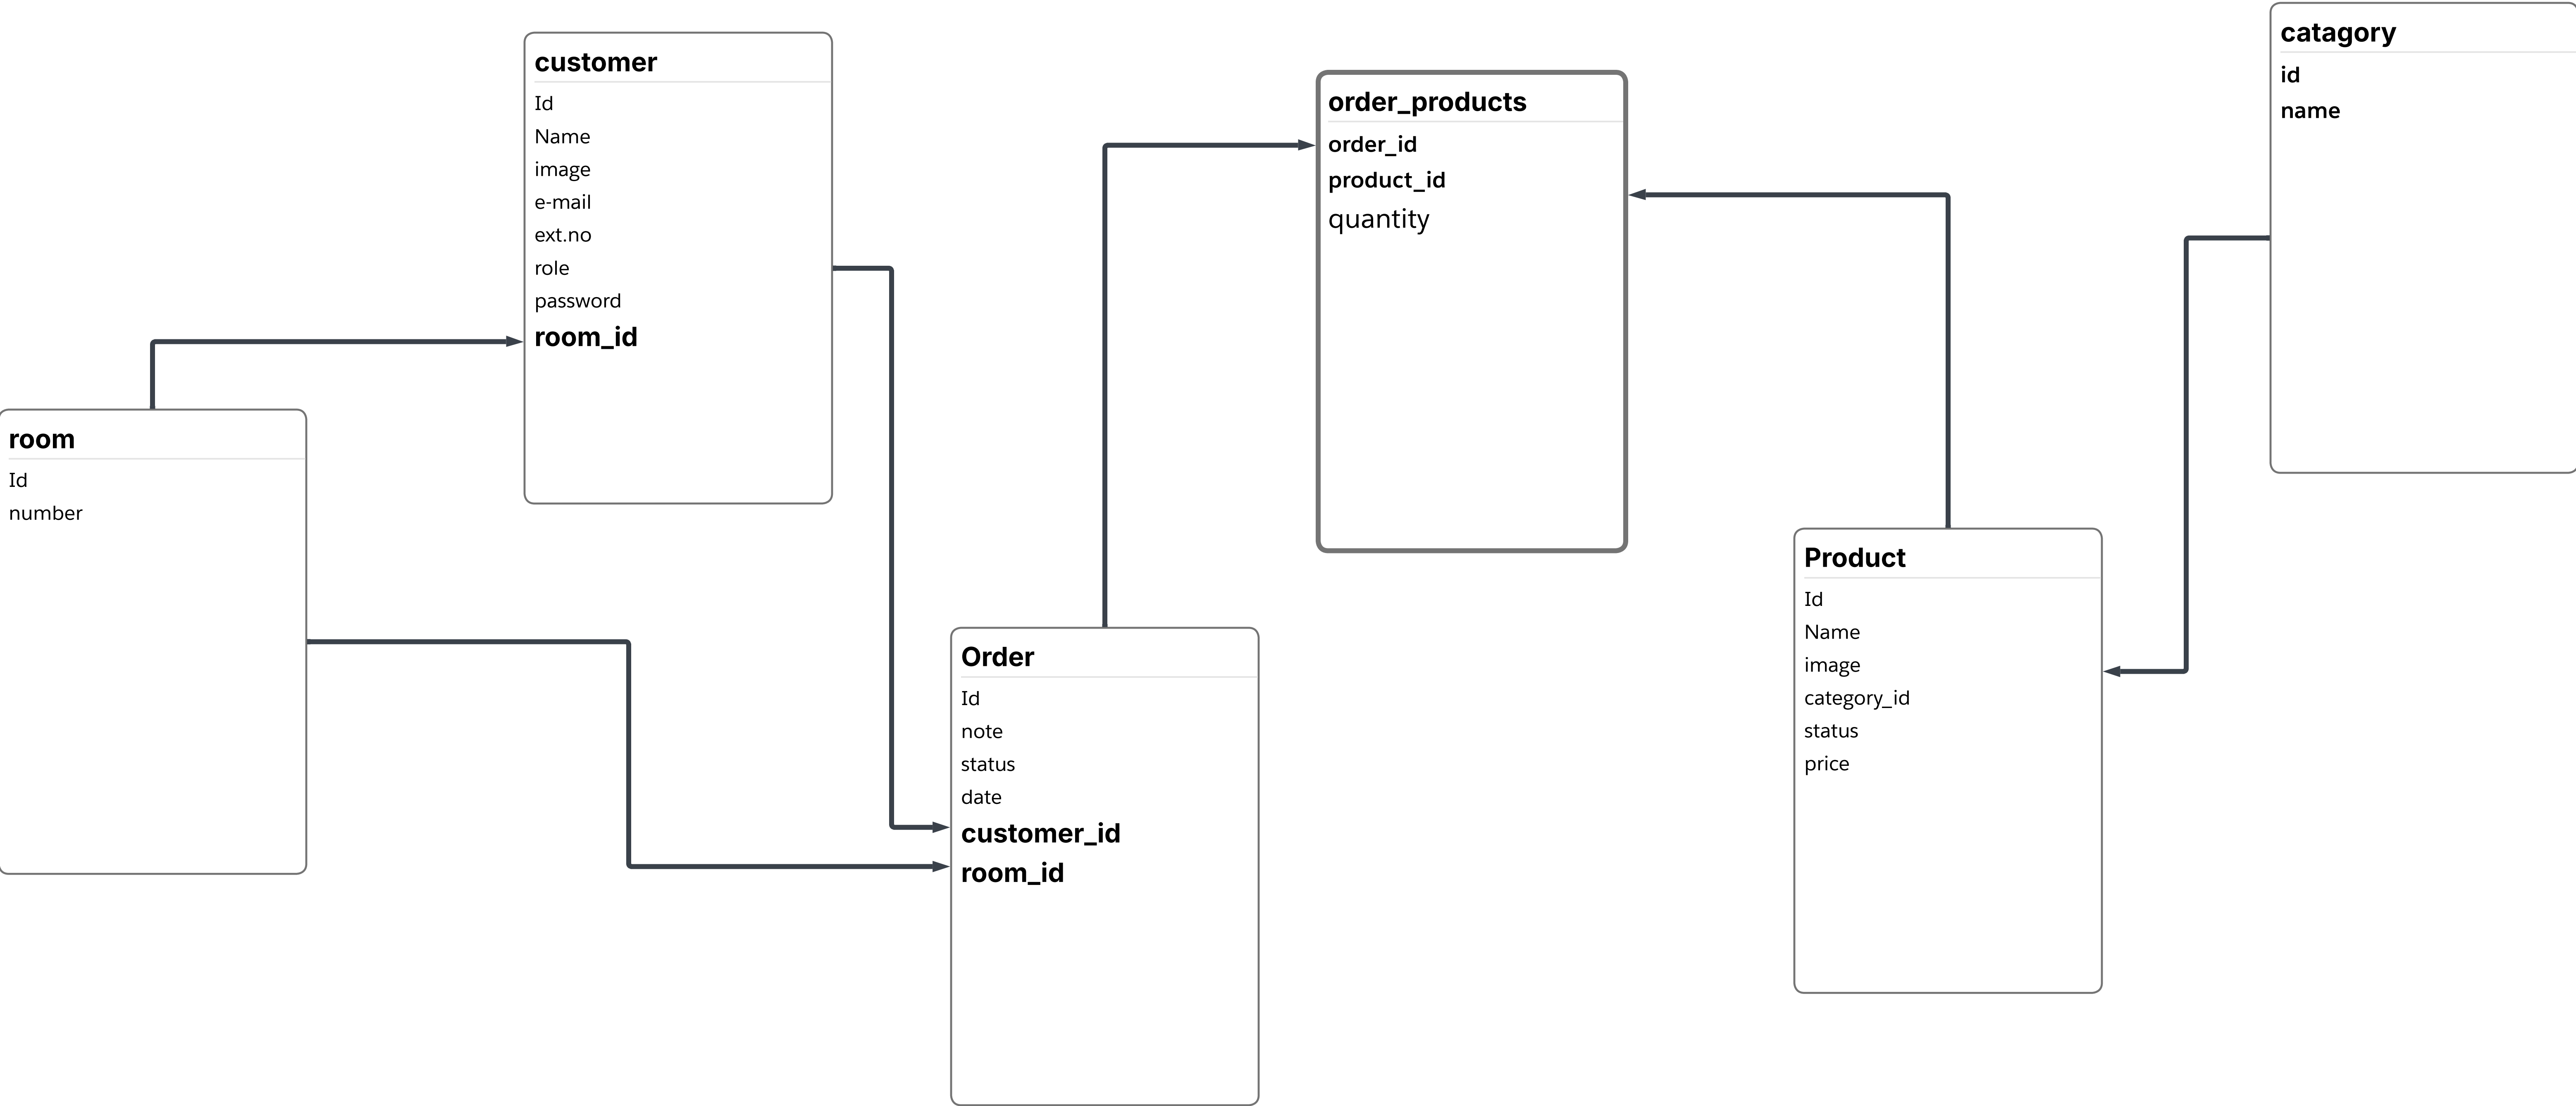 customer
Id
Name
image
e-mail
ext.no
role
password
room_id
room
Id
number
Order
Id
note
status
date
customer_id
room_id
order_products
order_id
product_id
quantity
Product
Id
Name
image
category_id
status
price
catagory
id
name